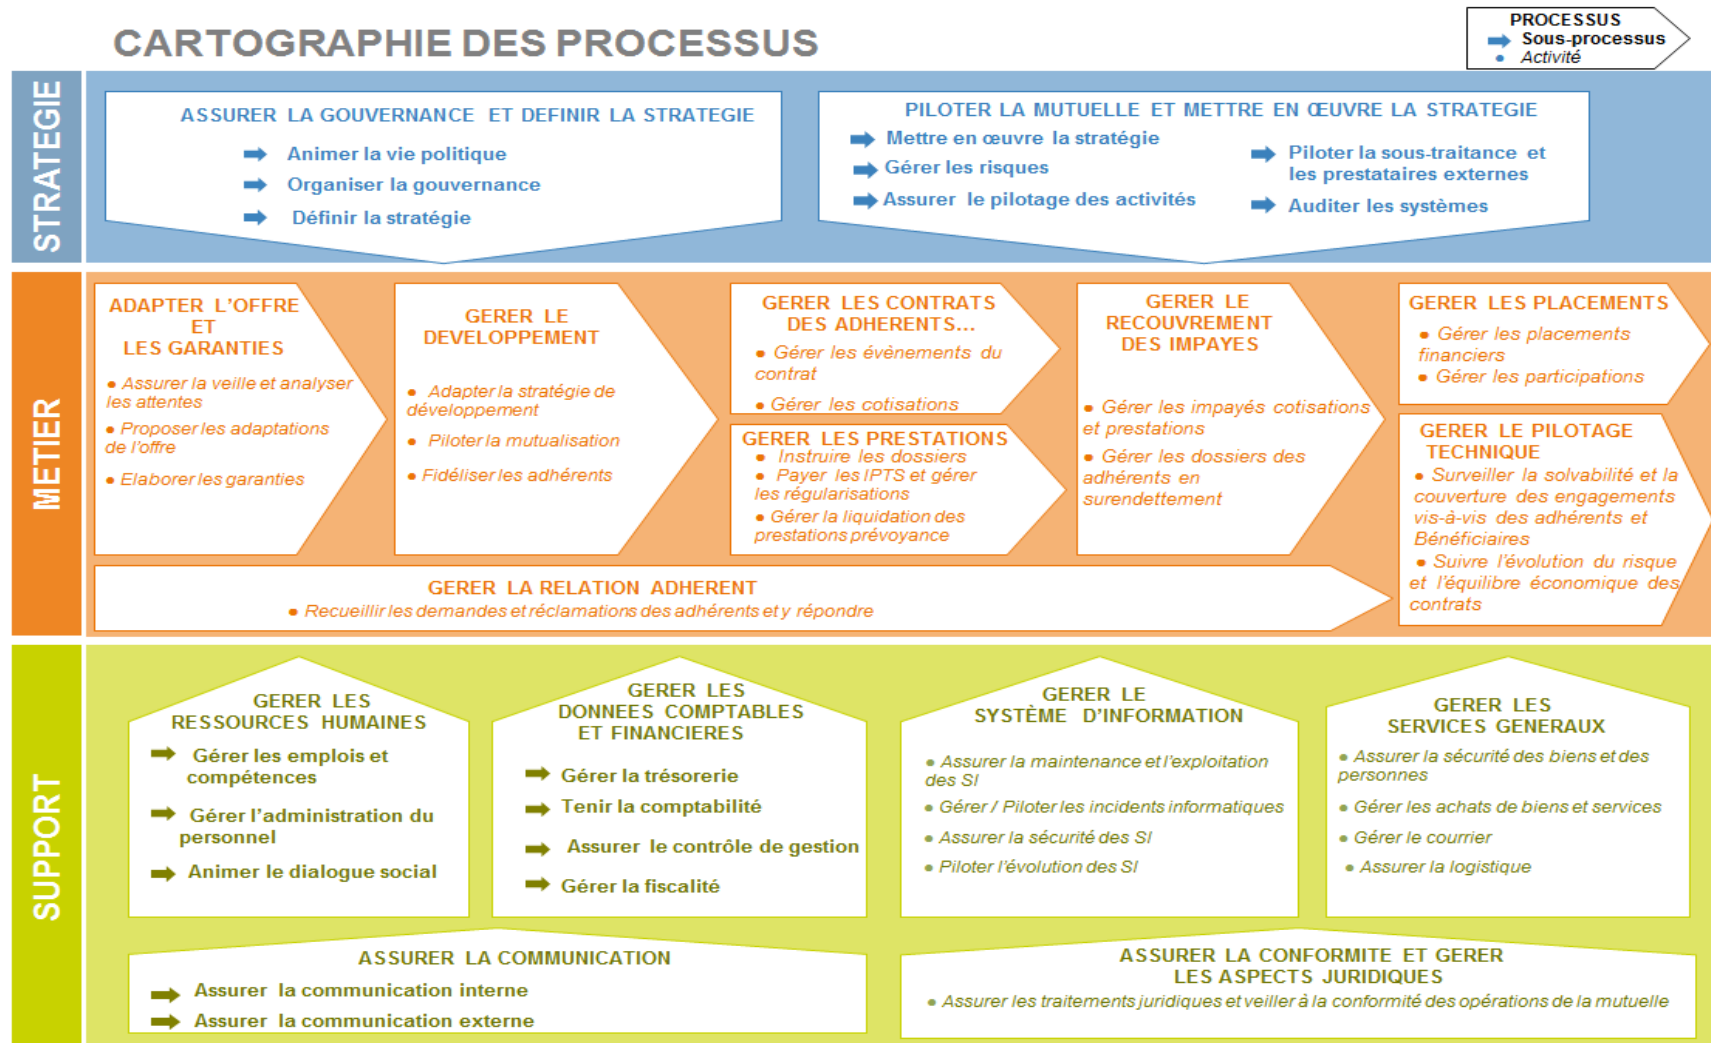 CARTOGRAPHIE DES PROCESSUS
PROCESSUS
Sous-processus
Activité
STRATEGIE
ASSURER LA GOUVERNANCE ET DEFINIR LA STRATEGIE
Animer la vie politique
Organiser la gouvernance
Définir la stratégie
PILOTER LA MUTUELLE ET METTRE EN ŒUVRE LA STRATEGIE
Mettre en œuvre la stratégie
Gérer les risques
Assurer le pilotage des activités
Piloter la sous-traitance et
les prestataires externes
Auditer les systèmes
METIER
ADAPTER L'OFFRE
ET
LES GARANTIES
• Assurer la veille et analyser
les attentes
• Proposer les adaptations
de l'offre
• Elaborer les garanties
GERER LE
DEVELOPPEMENT
• Adapter la stratégie de
développement
• Piloter la mutualisation
• Fidéliser les adhérents
GERER LES CONTRATS
DES ADHERENTS...
• Gérer les évènements du
contrat
• Gérer les cotisations
GERER LES PRESTATIONS
• Instruire les dossiers
• Payer les IPTS et gérer
les régularisations
• Gérer la liquidation des
prestations prévoyance
GERER LE
RECOUVREMENT
DES IMPAYES
• Gérer les impayés cotisations
et prestations
• Gérer les dossiers des
adhérents en
surendettement
GERER LES PLACEMENTS
• Gérer les placements
financiers
• Gérer les participations
GERER LE PILOTAGE
TECHNIQUE
• Surveiller la solvabilité et la
couverture des engagements
vis-à-vis des adhérents et
Bénéficiaires
• Suivre l'évolution du risque
et l'équilibre économique des
contrats
GERER LA RELATION ADHERENT
• Recueillir les demandes et réclamations des adhérents et y répondre
SUPPORT
GERER LES
RESSOURCES HUMAINES
Gérer les emplois et
compétences
Gérer l'administration du
personnel
Animer le dialogue social
GERER LES
DONNEES COMPTABLES
ET FINANCIERES
Gérer la trésorerie
Tenir la comptabilité
Assurer le contrôle de gestion
Gérer la fiscalité
GERER LE
SYSTÈME D'INFORMATION
• Assurer la maintenance et l'exploitation
des SI
• Gérer / Piloter les incidents informatiques
• Assurer la sécurité des SI
• Piloter l'évolution des SI
GERER LES
SERVICES GENERAUX
• Assurer la sécurité des biens et des
personnes
• Gérer les achats de biens et services
• Gérer le courrier
• Assurer la logistique
ASSURER LA COMMUNICATION
Assurer la communication interne
Assurer la communication externe
ASSURER LA CONFORMITE ET GERER
LES ASPECTS JURIDIQUES
• Assurer les traitements juridiques et veiller à la conformité des opérations de la mutuelle